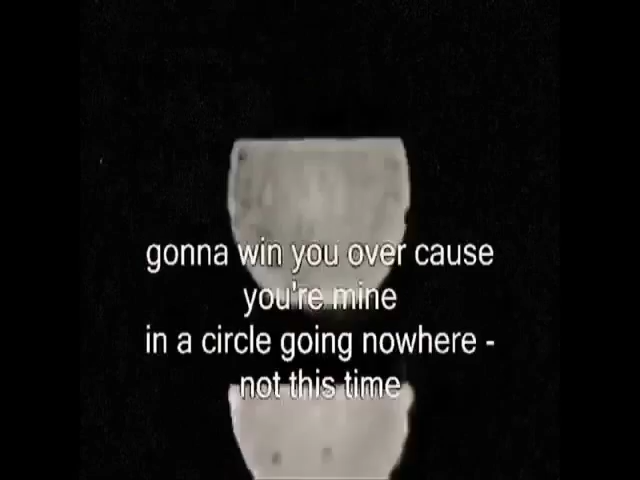 gonna win you over cause
you're mine
in a circle going nowhere -
not this time